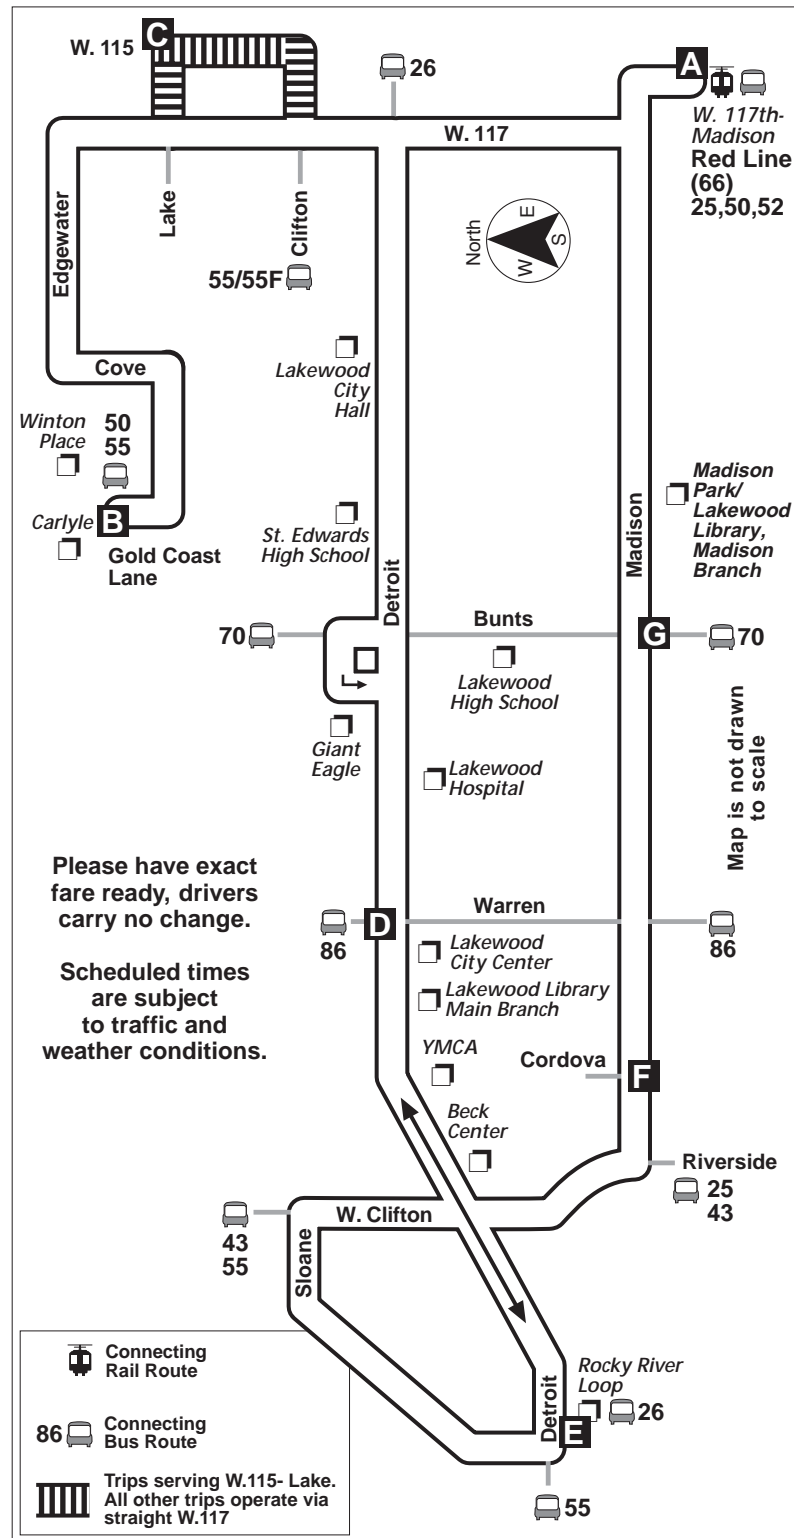 C
W. 115
26
A
W. 117th-
Madison
Red Line
(66)
25,50,52
W. 117
Edgewater
Lake
Clifton
55/55F
North
E
S
W
Lakewood
City
Hall
Cove
Winton
Place
50
55
Carlyle
B
Gold Coast
Lane
St. Edwards
High School
Detroit
Madison
Madison
Park/
Lakewood
Library,
Madison
Branch
70
Bunts
G
70
Lakewood
High School
Giant
Eagle
Lakewood
Hospital
Map is not drawn
to scale
Please have exact
fare ready, drivers
carry no change.
Scheduled times
are subject
to traffic and
weather conditions.
86
D
Warren
86
Lakewood
City Center
Lakewood Library
Main Branch
YMCA
Cordova
F
Beck
Center
Riverside
25
43
W. Clifton
43
55
Sloane
Detroit
Rocky River
Loop
26
E
55
Connecting
Rail Route
86
Connecting
Bus Route
Trips serving W.115- Lake.
All other trips operate via
straight W.117